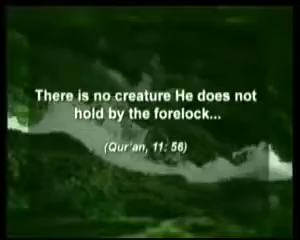 There is no creature He does not
hold by the forelock...
(Qur'an, 11: 56)